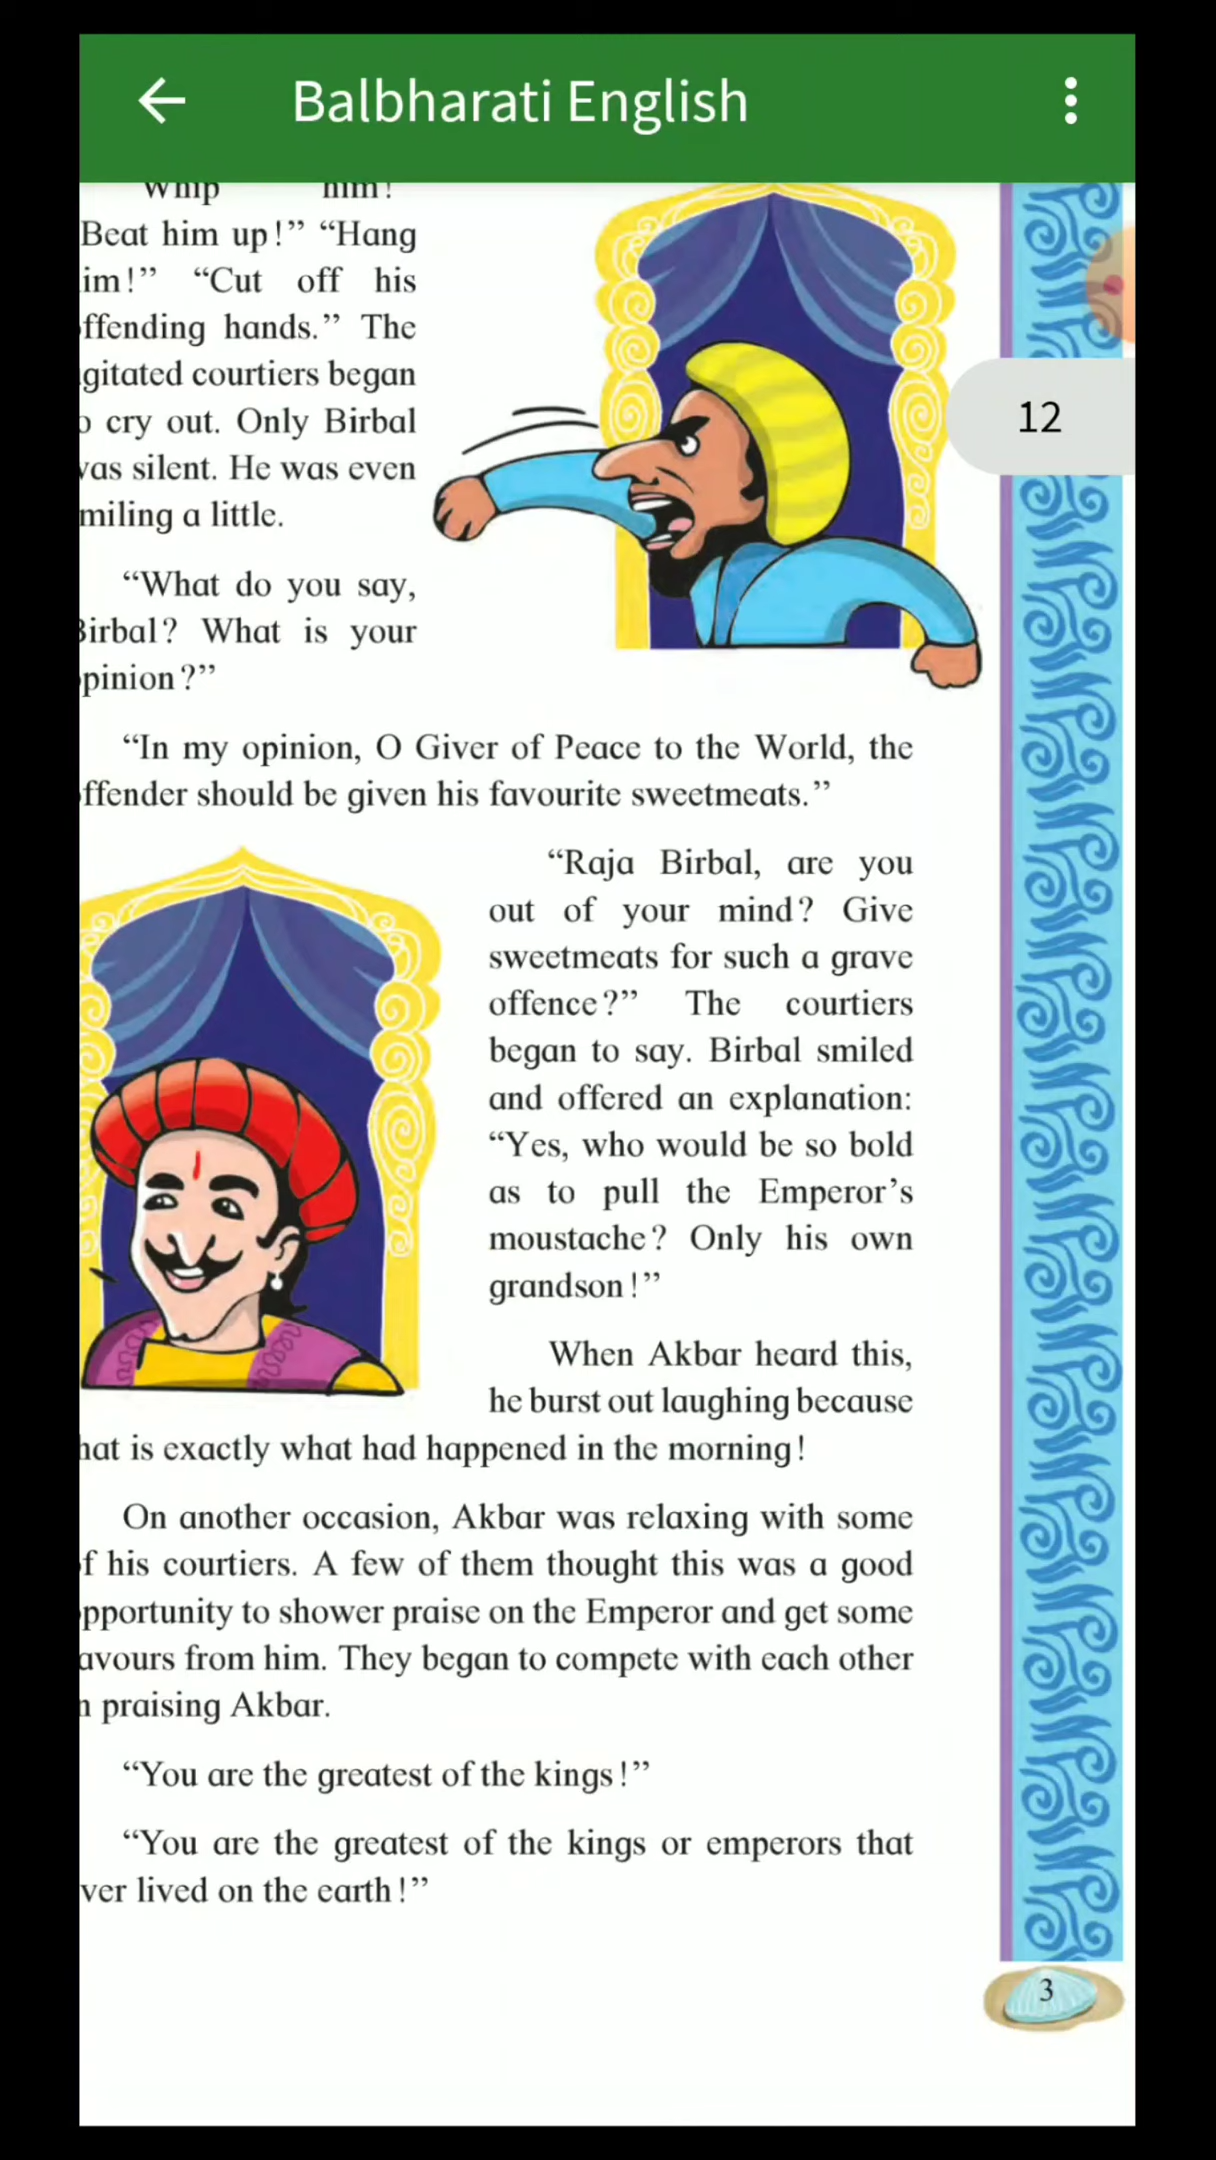 Balbharati English
Whip him!
Beat him up!” “Hang
im!” “Cut off his
ffending hands.” The
gitated courtiers began
o cry out. Only Birbal
was silent. He was even
miling a little.
12
“What do you say,
Birbal? What is your
pinion?”
“In my opinion, O Giver of Peace to the World, the
ffender should be given his favourite sweetmeats.”
“Raja Birbal, are you
out of your mind? Give
sweetmeats for such a grave
offence?” The courtiers
began to say. Birbal smiled
and offered an explanation:
“Yes, who would be so bold
as to pull the Emperor’s
moustache? Only his own
grandson!”
When Akbar heard this,
he burst out laughing because
hat is exactly what had happened in the morning!
On another occasion, Akbar was relaxing with some
f his courtiers. A few of them thought this was a good
pportunity to shower praise on the Emperor and get some
avours from him. They began to compete with each other
n praising Akbar.
“You are the greatest of the kings!”
“You are the greatest of the kings or emperors that
ver lived on the earth!”
3